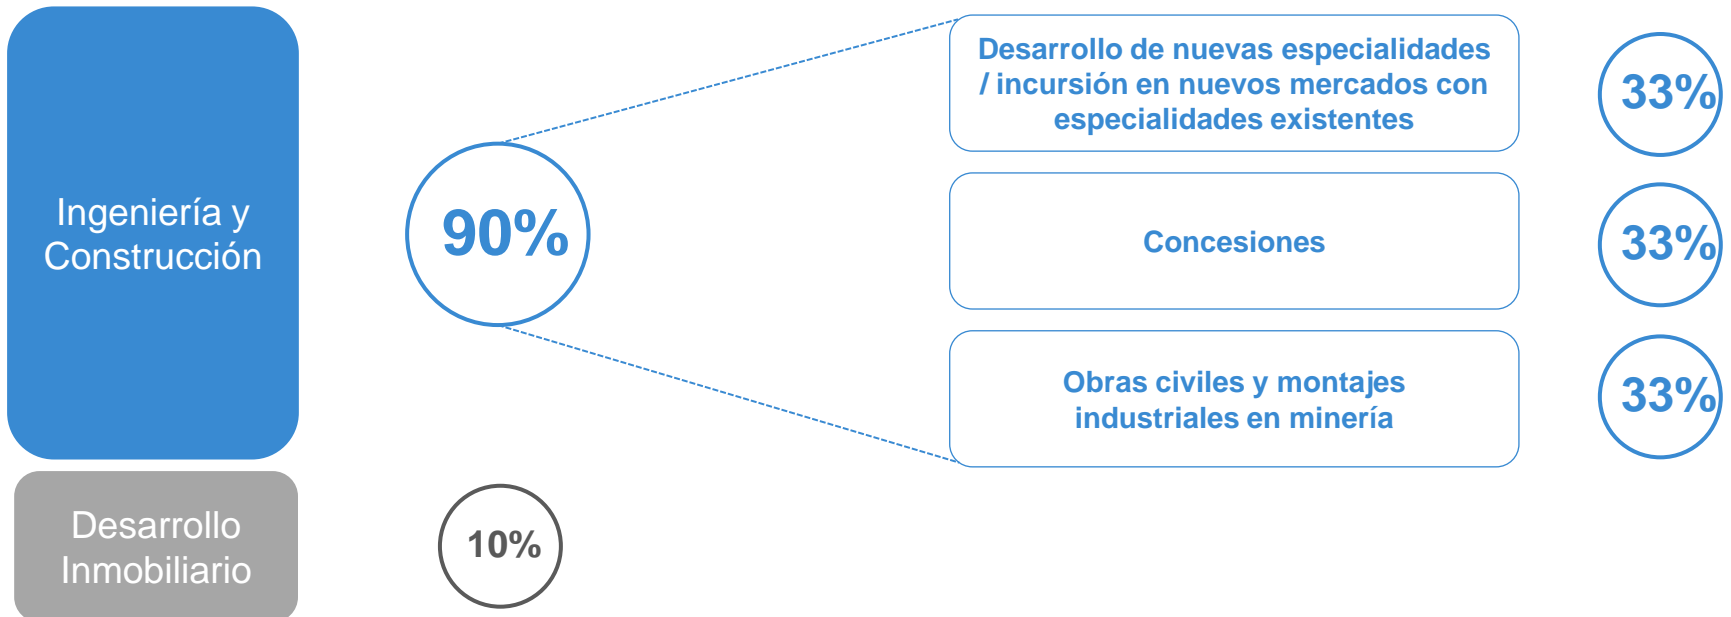 Ingeniería y
Construcción
90%
Desarrollo de nuevas especialidades
/ incursión en nuevos mercados con
especialidades existentes
33%
Concesiones
33%
Obras civiles y montajes
industriales en minería
33%
Desarrollo
Inmobiliario
10%